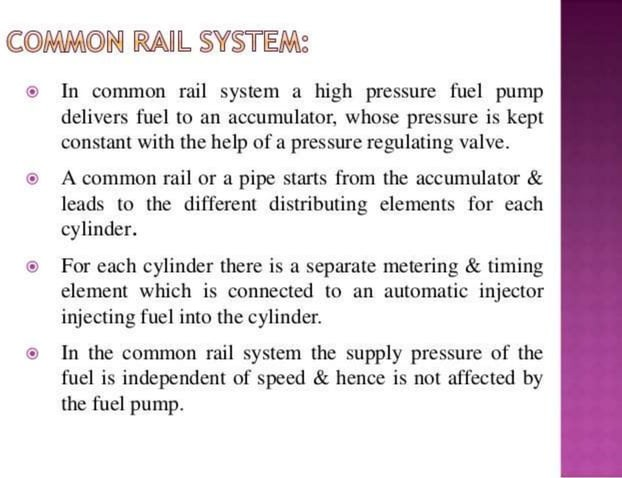 COMMON RAIL SYSTEM:
In common rail system a high pressure fuel pump
delivers fuel to an accumulator, whose pressure is kept
constant with the help of a pressure regulating valve.
A common rail or a pipe starts from the accumulator &
leads to the different distributing elements for each
cylinder.
For each cylinder there is a separate metering & timing
element which is connected to an automatic injector
injecting fuel into the cylinder.
In the common rail system the supply pressure of the
fuel is independent of speed & hence is not affected by
the fuel pump.